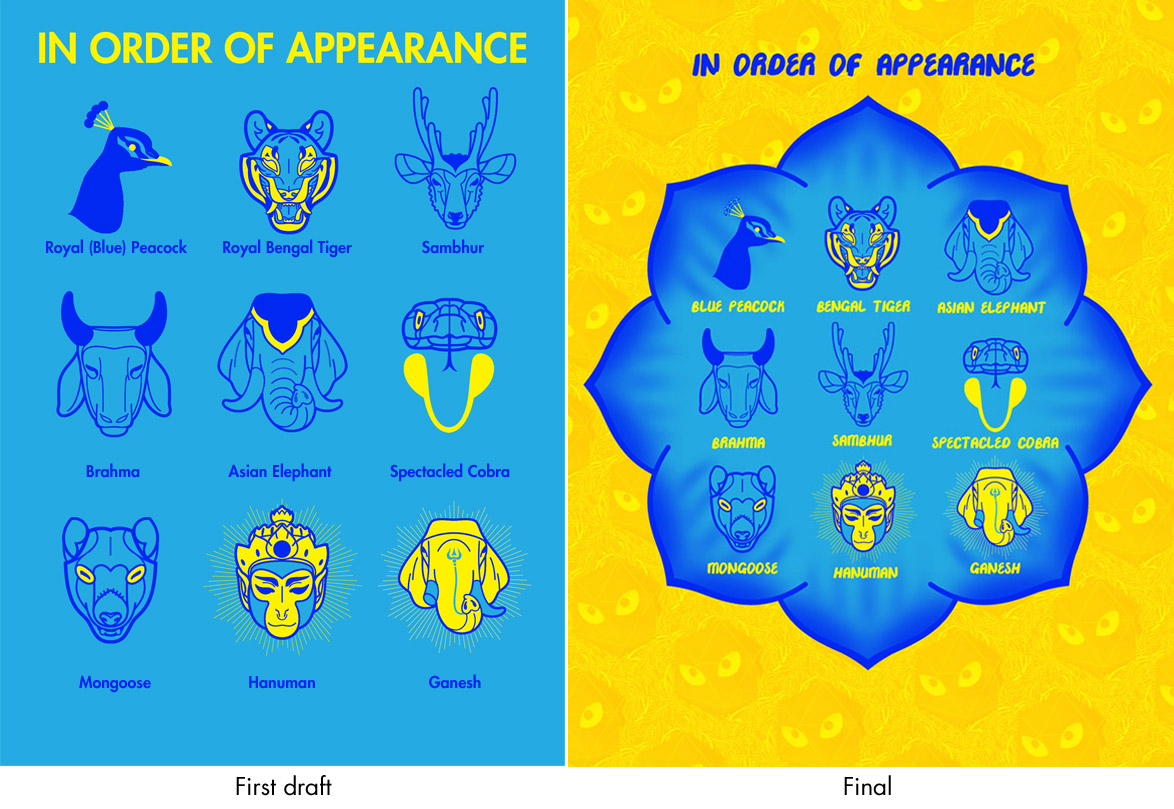 IN ORDER OF APPEARANCE
Royal (Blue) Peacock
Royal Bengal Tiger
Sambhur
Brahma
Asian Elephant
Spectacled Cobra
Mongoose
Hanuman
Ganesh
First draft
IN ORDER OF APPEARANCE
BLUE PEACOCK
BENGAL TIGER
ASIAN ELEPHANT
BRAHMA
SAMBHUR
SPECTACLED COBRA
MONGOOSE
HANUMAN
GANESH
Final